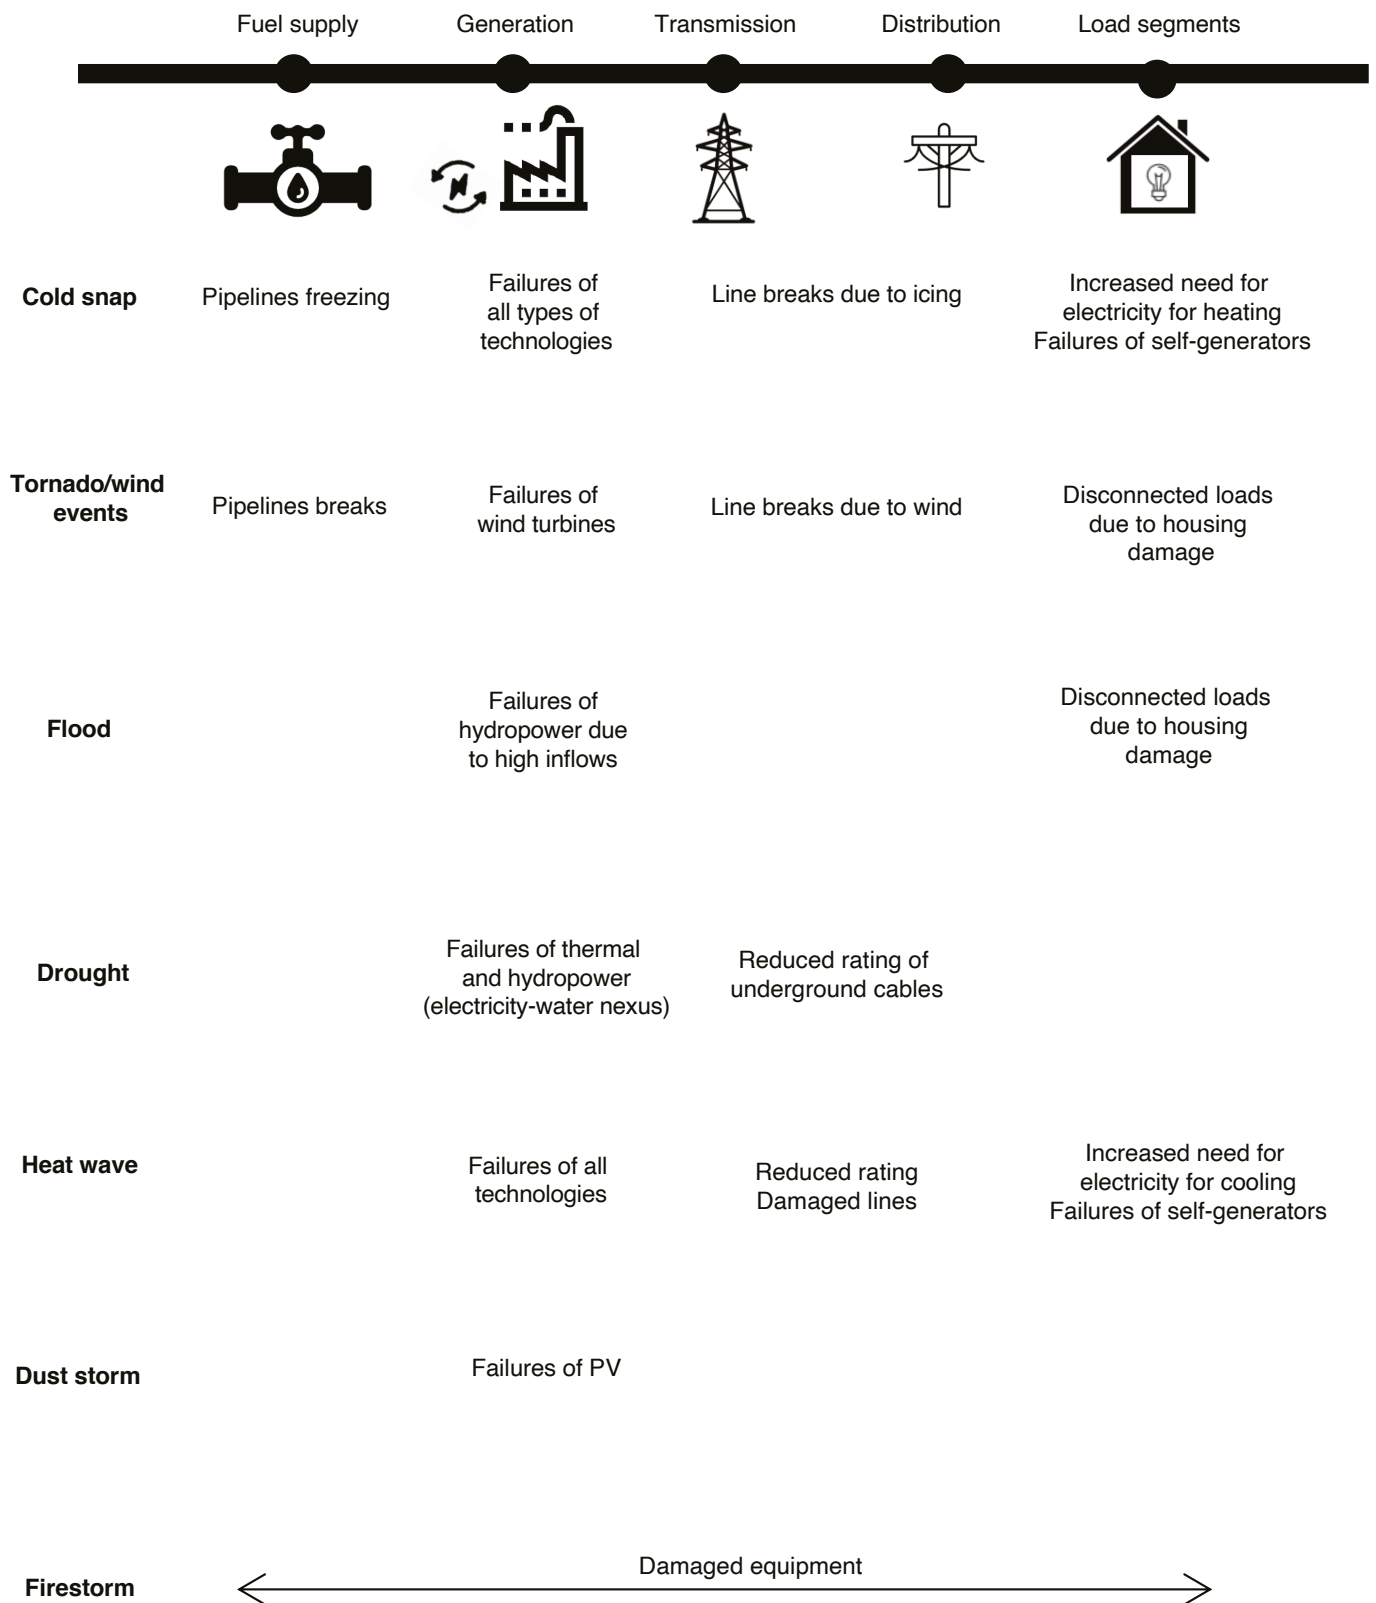 Fuel supply
Generation
Transmission
Distribution
Load segments
Cold snap
Pipelines freezing
Failures of
all types of
technologies
Line breaks due to icing
Increased need for
electricity for heating
Failures of self-generators
Tornado/wind
events
Pipelines breaks
Failures of
wind turbines
Line breaks due to wind
Disconnected loads
due to housing
damage
Flood
Failures of
hydropower due
to high inflows
Disconnected loads
due to housing
damage
Drought
Failures of thermal
and hydropower
(electricity-water nexus)
Reduced rating of
underground cables
Heat wave
Failures of all
technologies
Reduced rating
Damaged lines
Increased need for
electricity for cooling
Failures of self-generators
Dust storm
Failures of PV
Firestorm
Damaged equipment